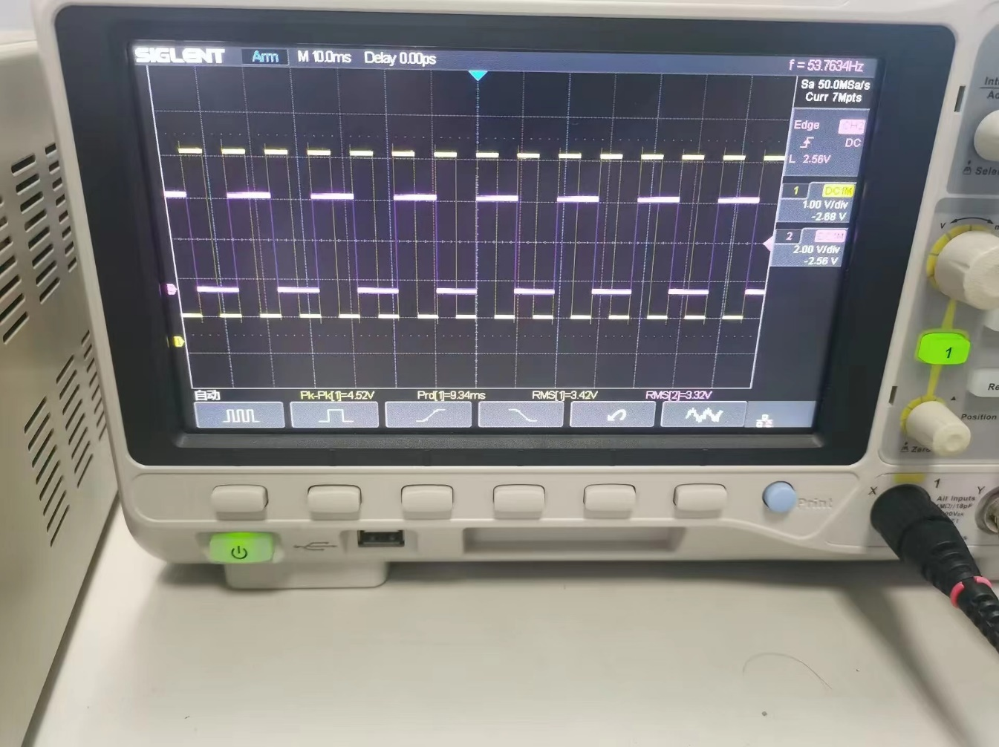 SIGLENT Arm M 10.0ms Delay 0.00ps f = 53.7634Hz
Sa 50.0MSa/s
Curr 7Mpts
Edge CH2
DC
L 2.56V
1 DC1M
1.00 V/div
-2.68 V
2
2.00 V/div
-2.56 V
自动 Pk-Pk[1]=4.52V Prd[1]=9.34ms RMS[1]=3.42V RMS[2]=3.32V
V
1
Position
Print
X
1
Y
All Inputs